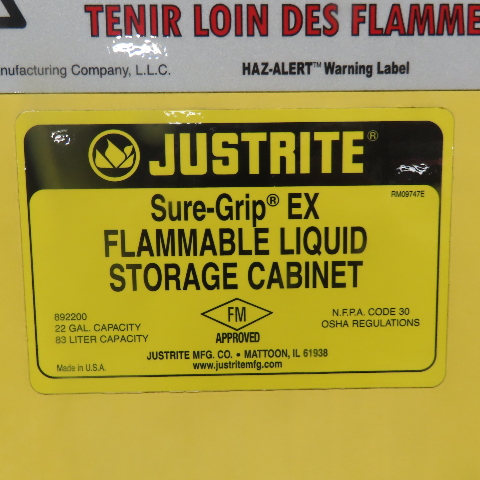 TENIR LOIN DES FLAMME
nufacturing Company, L.L.C.
HAZ-ALERT™ Warning Label
JUSTRITE®
RM09747E
Sure-Grip® EX
FLAMMABLE LIQUID
STORAGE CABINET
892200
22 GAL. CAPACITY
83 LITER CAPACITY
FM
APPROVED
N.F.P.A. CODE 30
OSHA REGULATIONS
JUSTRITE MFG. CO. • MATTOON, IL 61938
www.justritemfg.com
Made in U.S.A.